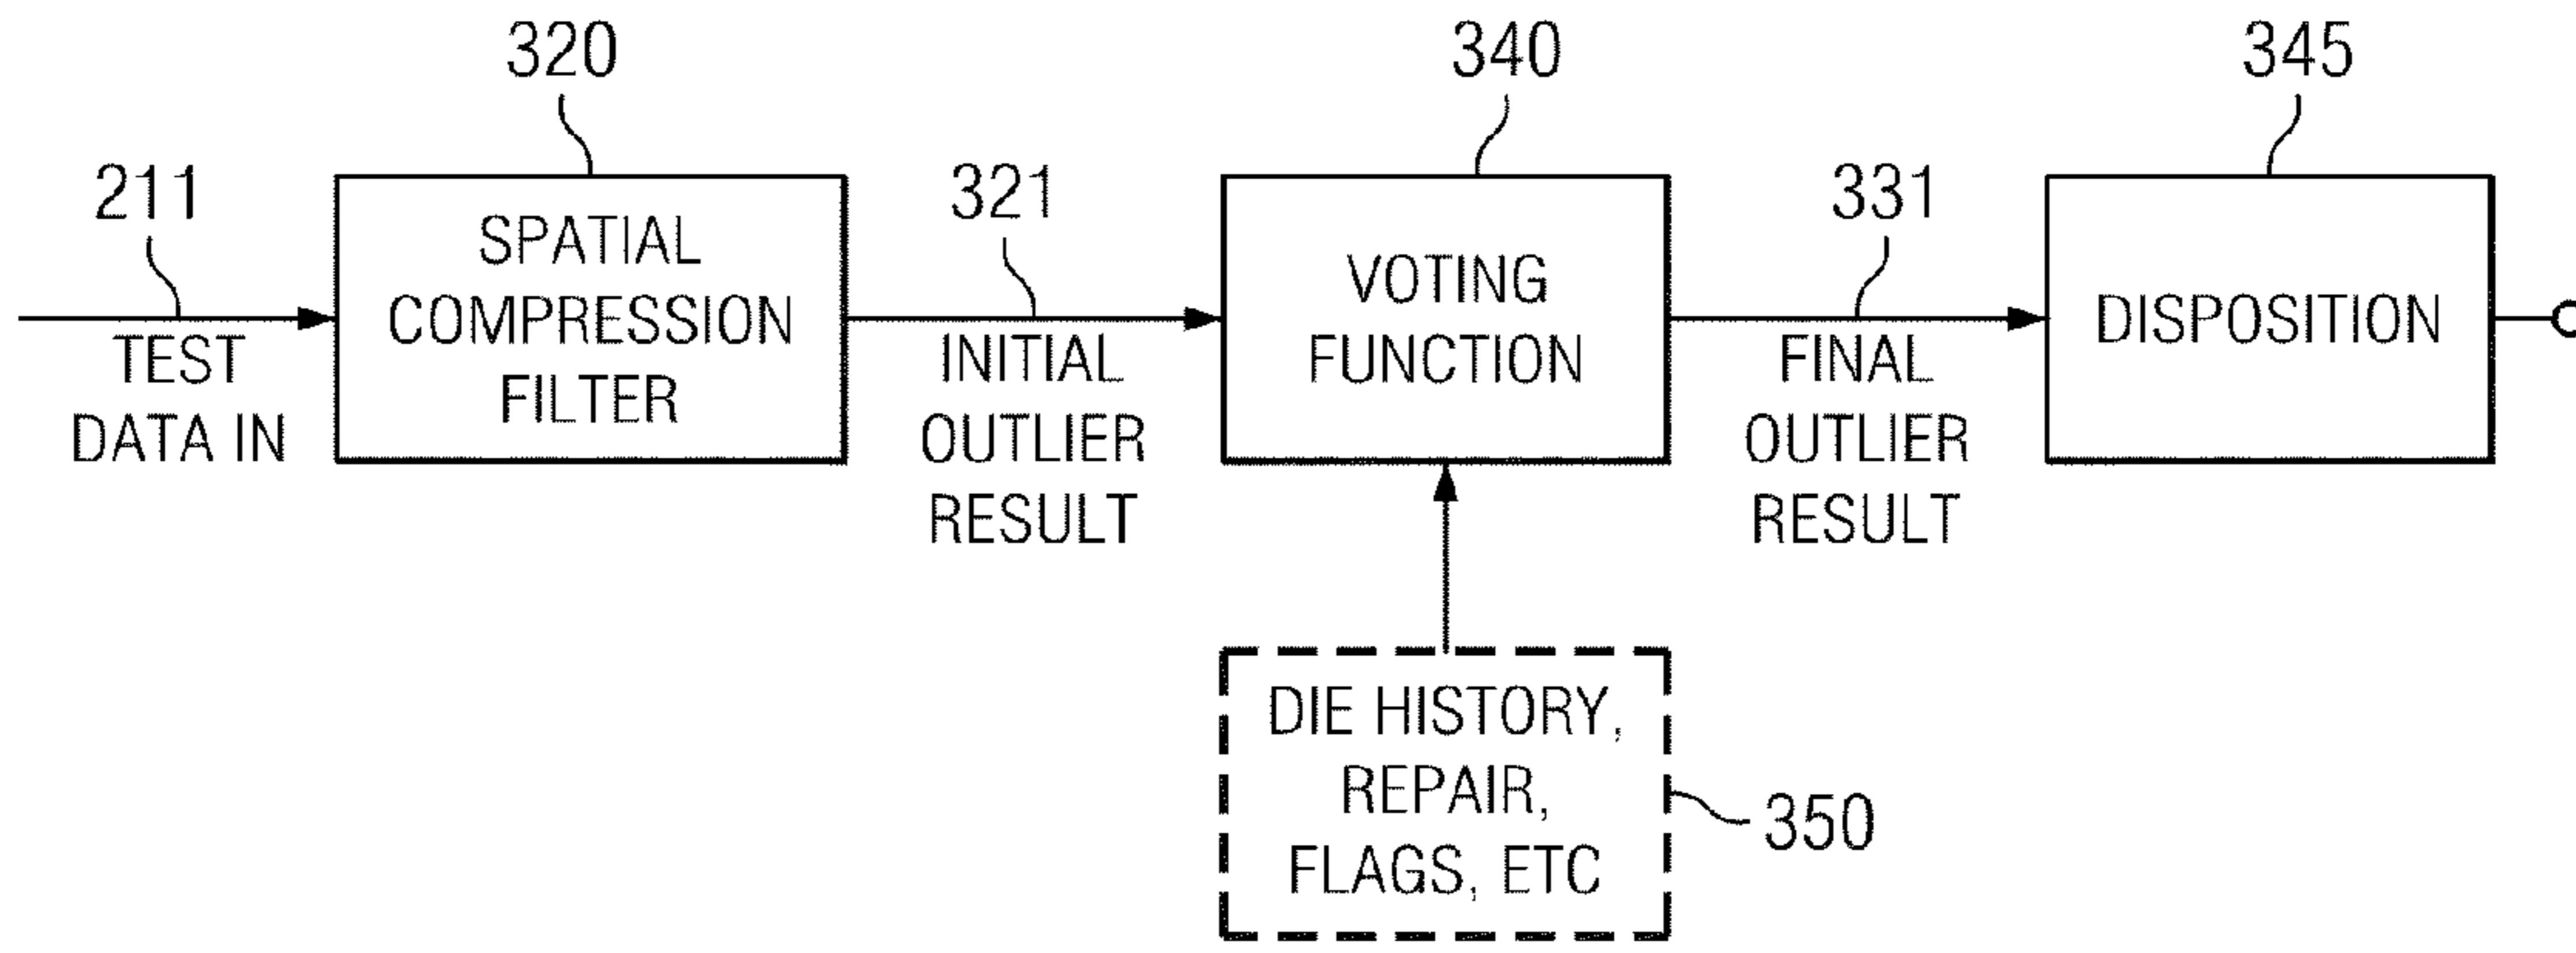 320
340
345
211
321
331
SPATIAL
COMPRESSION
FILTER
VOTING
FUNCTION
DISPOSITION
TEST
DATA IN
INITIAL
OUTLIER
RESULT
FINAL
OUTLIER
RESULT
DIE HISTORY,
REPAIR,
FLAGS, ETC
350